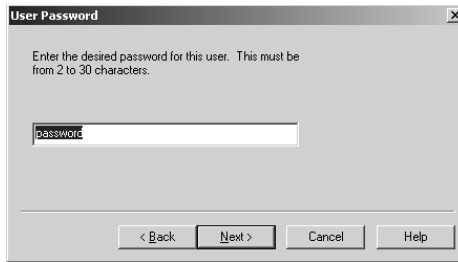 User Password
Enter the desired password for this user. This must be
from 2 to 30 characters.
password
< Back Next > Cancel Help